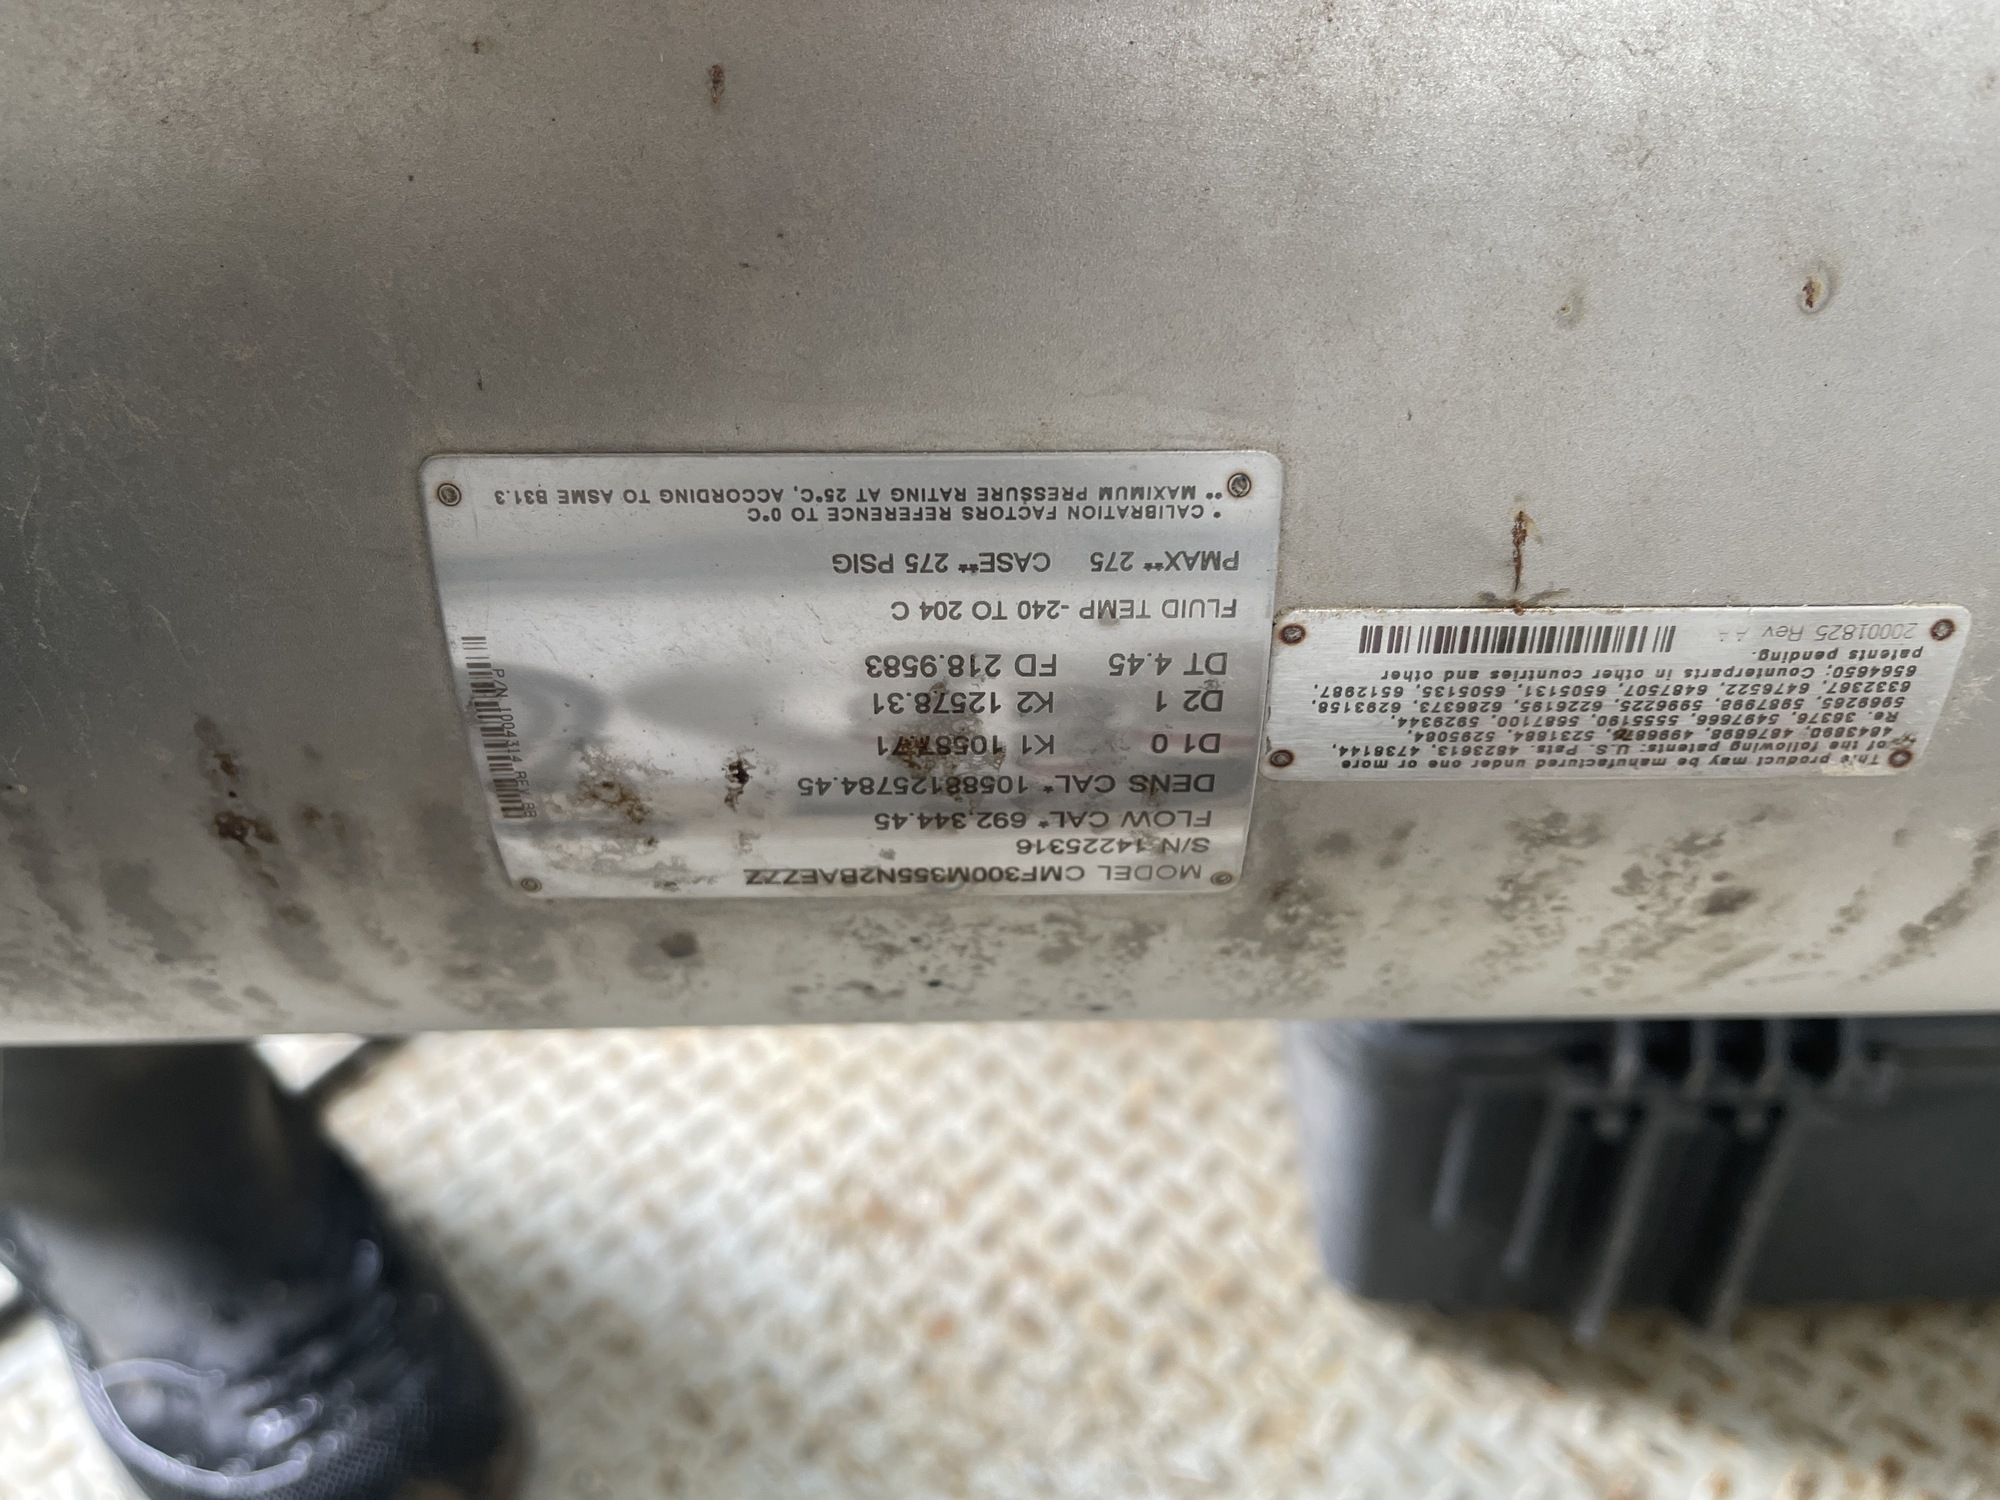 MODEL CMF300M355N2BAEZZZ
S/N 14225316
FLOW CAL* 692.344.45
DENS CAL* 10588125784.45
D1 0 K1 10587.71
D2 1 K2 12578.31
DT 4.45 FD 218.9583
FLUID TEMP -240 TO 204 C
PMAX** 275 CASE** 275 PSIG
* CALIBRATION FACTORS REFERENCE TO 0°C
** MAXIMUM PRESSURE RATING AT 25°C, ACCORDING TO ASME B31.3
P/N 1004314 REV BB
This product may be manufactured under one or more
of the following patents: U.S. Pats. 4823613, 4738144,
4843890, 4876898, 4996871, 5231884, 5295084,
Re. 36376, 5497666, 5555190, 5687100, 5929344,
5969265, 5987998, 5996225, 6226195, 6286373, 6293158,
6332367, 6476522, 6487507, 6505131, 6505135, 6512987,
6564650; Counterparts in other countries and other
patents pending.
20001825 Rev AA